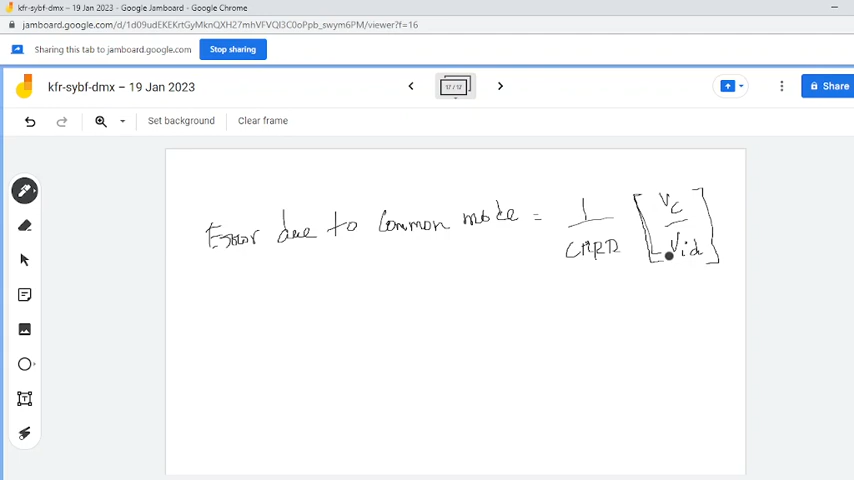 kfr-sybf-dmx – 19 Jan 2023 - Google Jamboard - Google Chrome
jamboard.google.com/d/1d09udEKEKrtGyMknQXH27mhVFVQI3C0oPpb_swym6PM/viewer?f=16
Sharing this tab to jamboard.google.com Stop sharing
kfr-sybf-dmx – 19 Jan 2023 17 / 17 Share
Set background Clear frame
Error due to Common mode = 1 / CMRR [ Vc / Vid ]